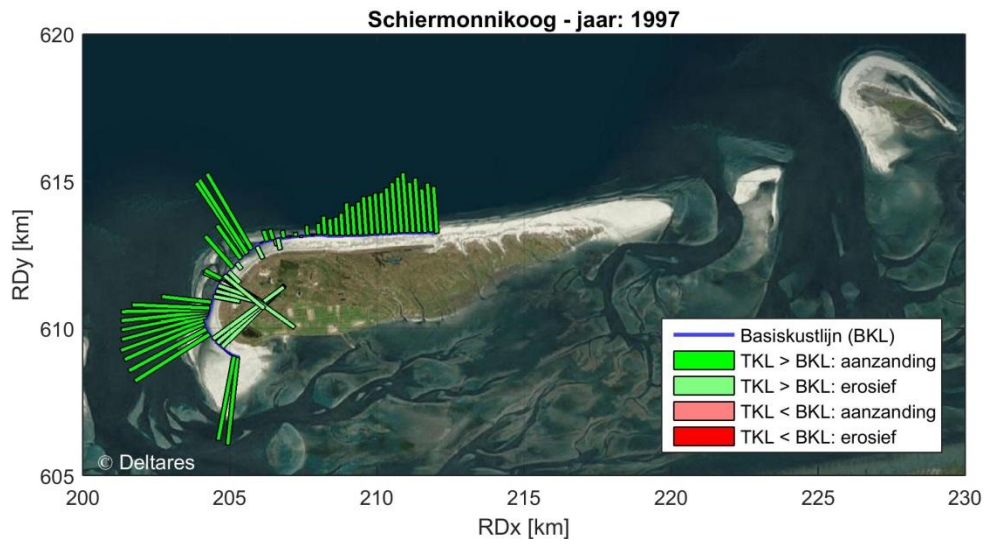 Schiermonnikoog - jaar: 1997
620
615
610
605
RDy [km]
200
205
210
215
220
225
230
RDx [km]
Basiskustlijn (BKL)
TKL > BKL: aanzanding
TKL > BKL: erosief
TKL < BKL: aanzanding
TKL < BKL: erosief
© Deltares